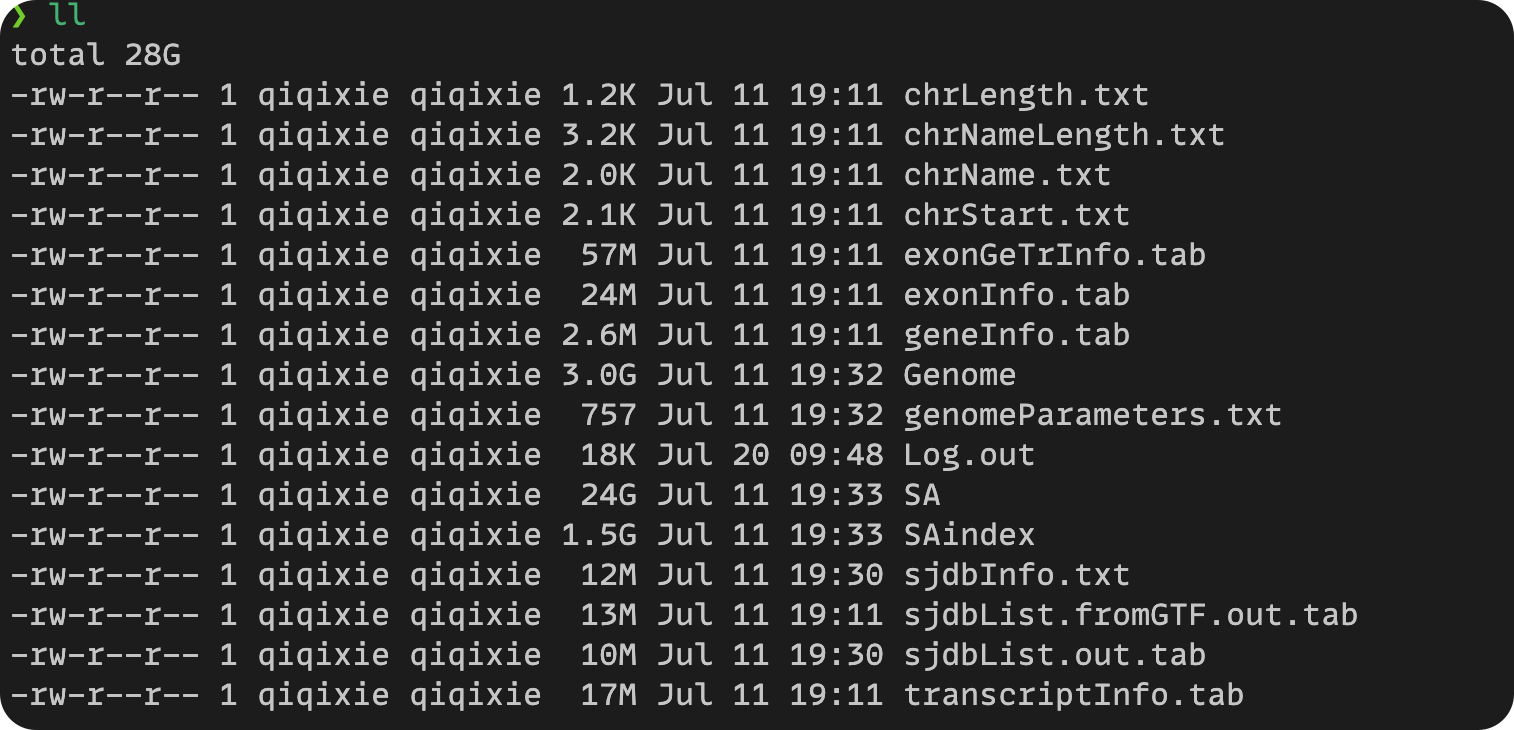 ❯ ll
total 28G
-rw-r--r-- 1 qiqixie qiqixie 1.2K Jul 11 19:11 chrLength.txt
-rw-r--r-- 1 qiqixie qiqixie 3.2K Jul 11 19:11 chrNameLength.txt
-rw-r--r-- 1 qiqixie qiqixie 2.0K Jul 11 19:11 chrName.txt
-rw-r--r-- 1 qiqixie qiqixie 2.1K Jul 11 19:11 chrStart.txt
-rw-r--r-- 1 qiqixie qiqixie  57M Jul 11 19:11 exonGeTrInfo.tab
-rw-r--r-- 1 qiqixie qiqixie  24M Jul 11 19:11 exonInfo.tab
-rw-r--r-- 1 qiqixie qiqixie 2.6M Jul 11 19:11 geneInfo.tab
-rw-r--r-- 1 qiqixie qiqixie 3.0G Jul 11 19:32 Genome
-rw-r--r-- 1 qiqixie qiqixie  757 Jul 11 19:32 genomeParameters.txt
-rw-r--r-- 1 qiqixie qiqixie  18K Jul 20 09:48 Log.out
-rw-r--r-- 1 qiqixie qiqixie  24G Jul 11 19:33 SA
-rw-r--r-- 1 qiqixie qiqixie 1.5G Jul 11 19:33 SAindex
-rw-r--r-- 1 qiqixie qiqixie  12M Jul 11 19:30 sjdbInfo.txt
-rw-r--r-- 1 qiqixie qiqixie  13M Jul 11 19:11 sjdbList.fromGTF.out.tab
-rw-r--r-- 1 qiqixie qiqixie  10M Jul 11 19:30 sjdbList.out.tab
-rw-r--r-- 1 qiqixie qiqixie  17M Jul 11 19:11 transcriptInfo.tab